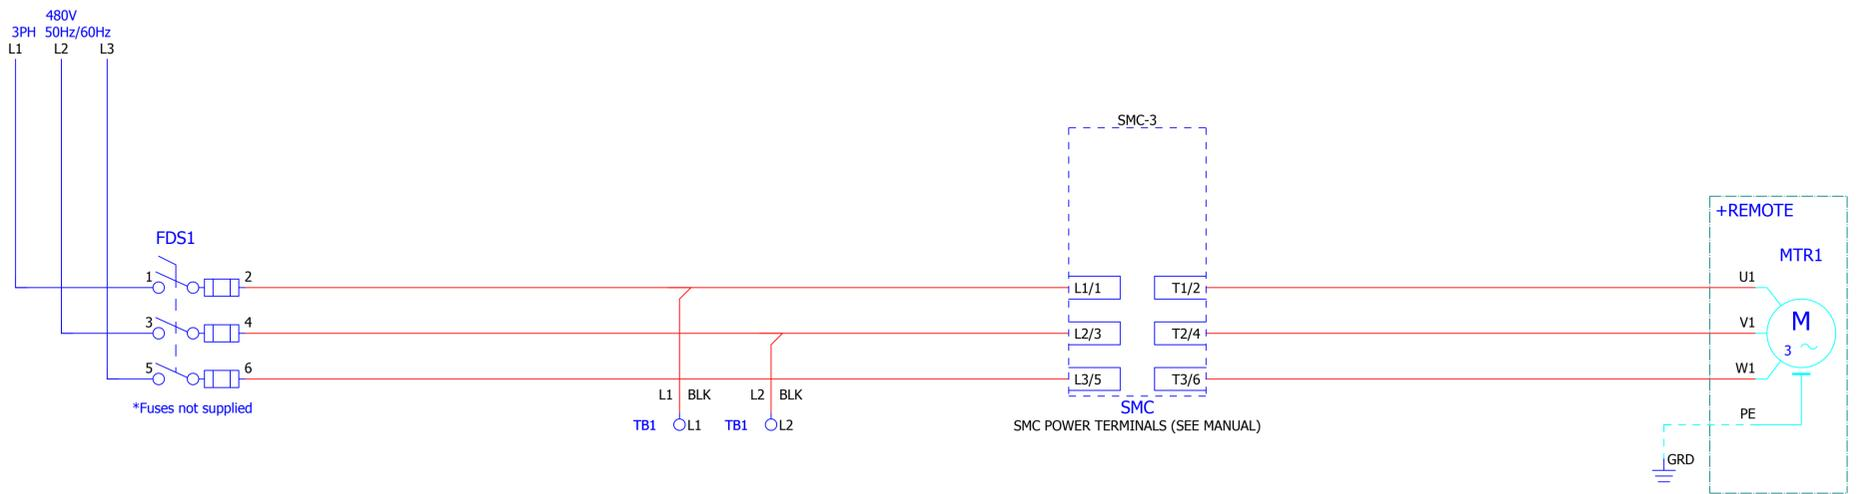 480V
3PH 50Hz/60Hz
L1 L2 L3
SMC-3
+REMOTE
FDS1
MTR1
1 2 L1/1 T1/2 U1
3 4 L2/3 T2/4 V1
M
3
5 6 L3/5 T3/6 W1
L1 BLK L2 BLK
*Fuses not supplied
SMC
PE
TB1 L1 TB1 L2
SMC POWER TERMINALS (SEE MANUAL)
GRD